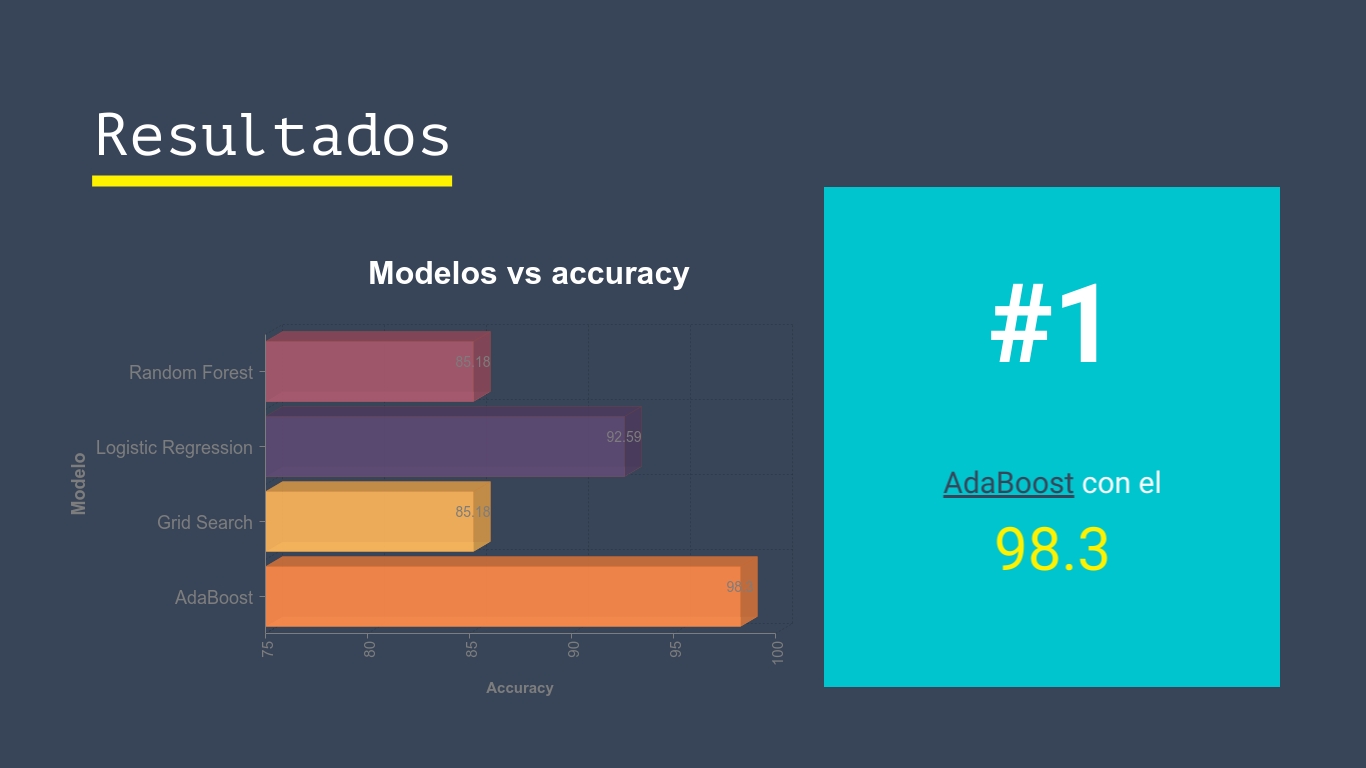 Resultados
Modelos vs accuracy
Modelo
Random Forest
85.18
Logistic Regression
92.59
Grid Search
85.18
AdaBoost
98.3
75
80
85
90
95
100
Accuracy
#1
AdaBoost con el
98.3